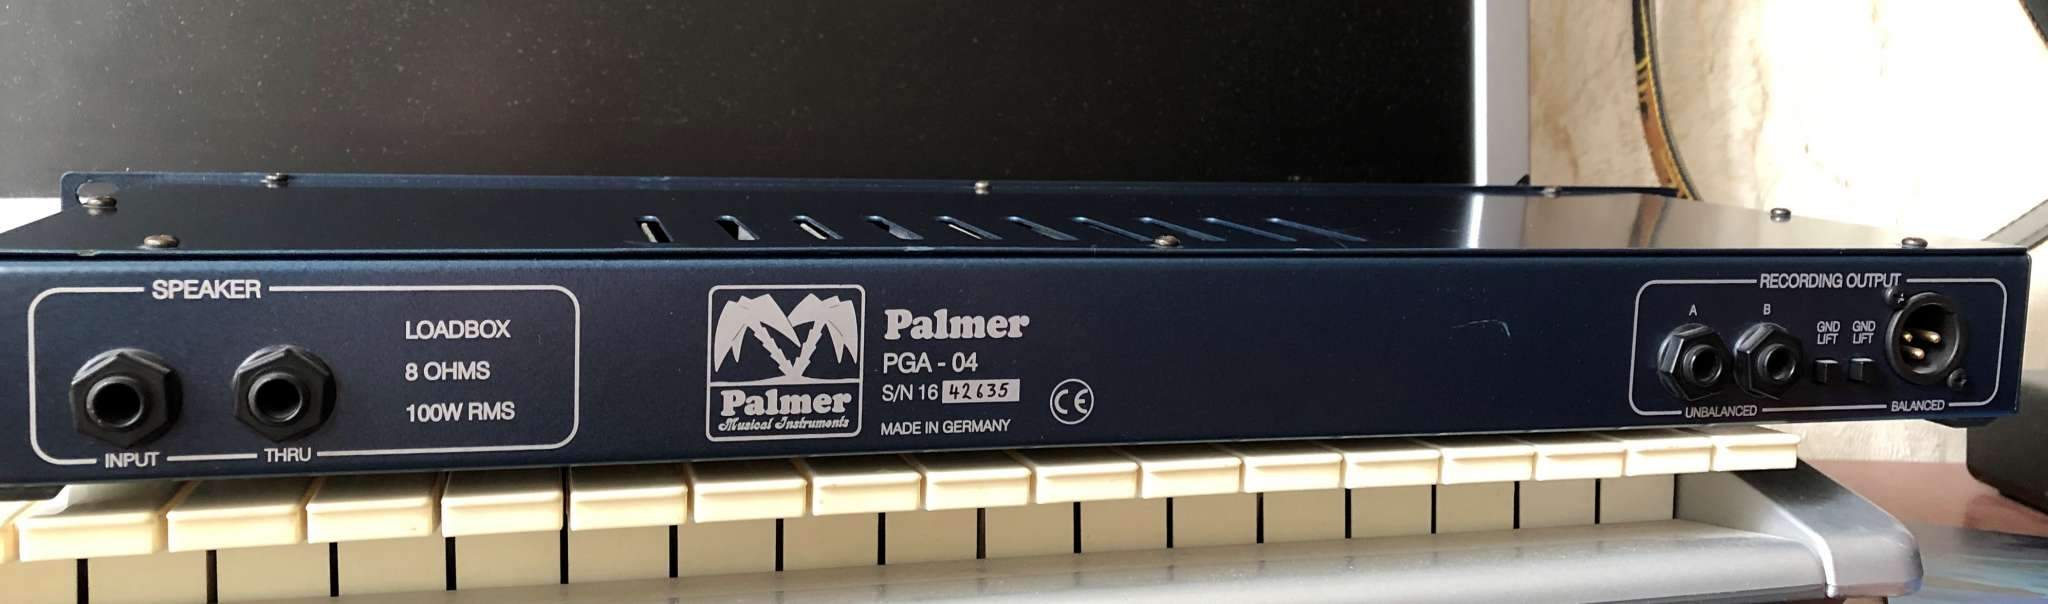 SPEAKER
LOADBOX
8 OHMS
100W RMS
INPUT
THRU
Palmer
Musical Instruments
Palmer
PGA - 04
S/N 16 42635
MADE IN GERMANY
CE
RECORDING OUTPUT
A
B
GND LIFT
GND LIFT
UNBALANCED
BALANCED